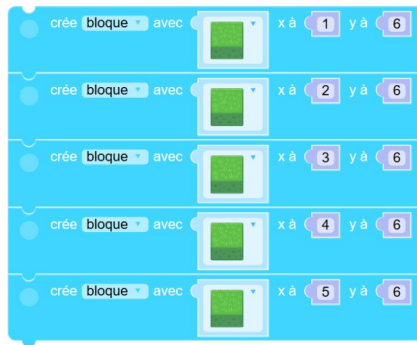 crée bloque avec x à 1 y à 6
crée bloque avec x à 2 y à 6
crée bloque avec x à 3 y à 6
crée bloque avec x à 4 y à 6
crée bloque avec x à 5 y à 6